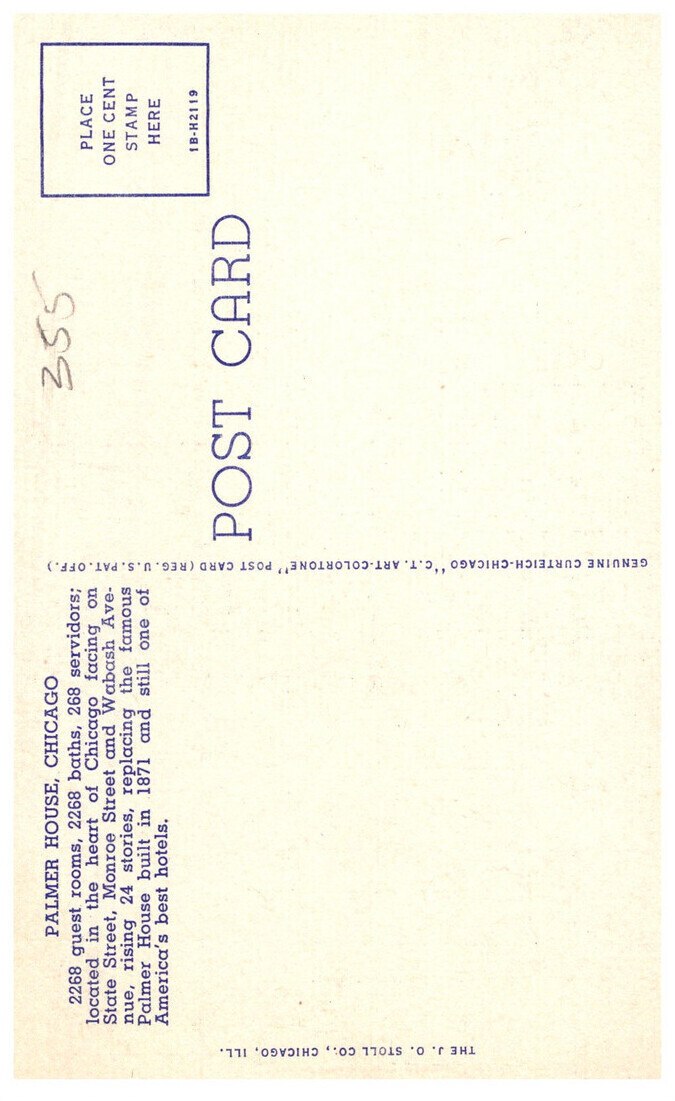 PALMER HOUSE, CHICAGO
2268 guest rooms, 2268 baths, 268 servidors;
located in the heart of Chicago facing on
State Street, Monroe Street and Wabash Ave-
nue, rising 24 stories, replacing the famous
Palmer House built in 1871 and still one of
America's best hotels.
THE J. O. STOLL CO., CHICAGO, ILL.
GENUINE CURTEICH-CHICAGO "C.T. ART-COLORTONE" POST CARD (REG. U.S. PAT. OFF.)
355
POST CARD
PLACE
ONE CENT
STAMP
HERE
1B-H2119